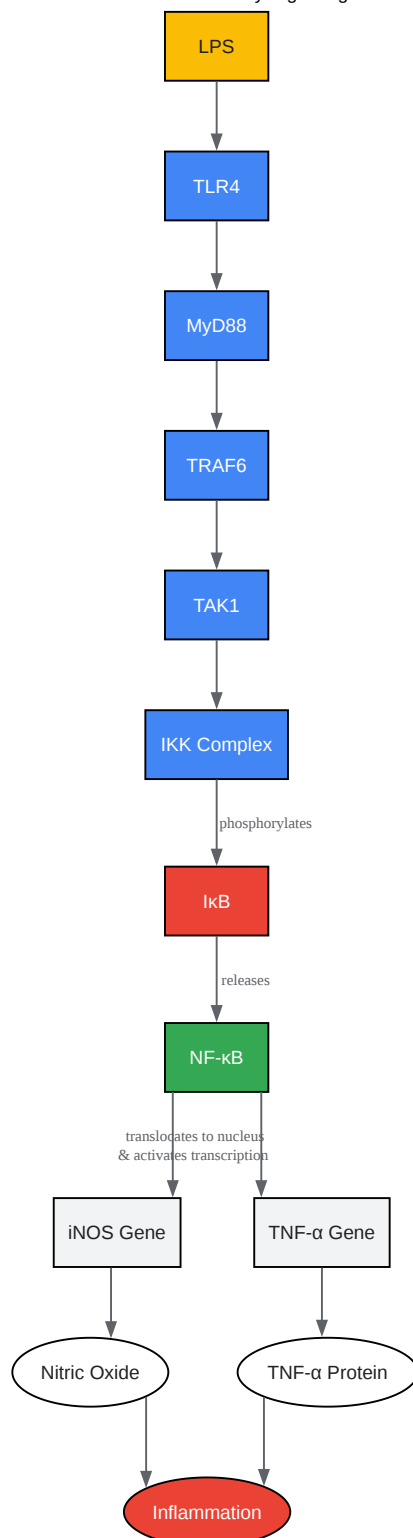 LPS
TLR4
MyD88
TRAF6
TAK1
IKK Complex
phosphorylates
IκB
releases
NF-κB
translocates to nucleus
& activates transcription
iNOS Gene
TNF-α Gene
Nitric Oxide
TNF-α Protein
Inflammation